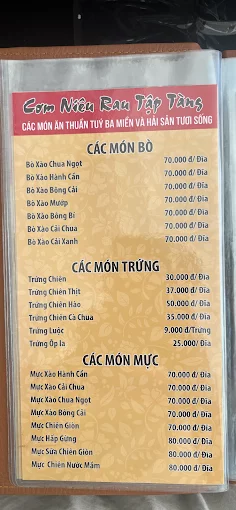 Cơm Niêu Rau Tập Tàng
CÁC MÓN ĂN THUẦN TUÝ BA MIỀN VÀ HẢI SẢN TƯƠI SỐNG
CÁC MÓN BÒ
Bò Xào Chua Ngọt 70.000 đ/Đĩa
Bò Xào Hành Cần 70.000 đ/ Đĩa
Bò Xào Bông Cải 70.000 đ/ Đĩa
Bò Xào Mướp 70.000 đ/ Đĩa
Bò Xào Bông Bí 70.000 đ/ Đĩa
Bò Xào Cải Chua 70.000 đ/ Đĩa
Bò Xào Cải Xanh 70.000 đ/ Đĩa
CÁC MÓN TRỨNG
Trứng Chiên 30.000 đ/ Đĩa
Trứng Chiên Thịt 37.000 đ/ Đĩa
Trứng Chiên Hào 50.000 đ/ Đĩa
Trứng Chiên Cà Chua 35.000 đ/ Đĩa
Trứng Luộc 9.000 đ/Trứng
Trứng Ốp la 25.000/ Đĩa
CÁC MÓN MỰC
Mực Xào Hành Cần 70.000 đ/ Đĩa
Mực Xào Cải Chua 70.000 đ/ Đĩa
Mực Xào Chua Ngọt 70.000 đ/ Đĩa
Mực Xào Bông Cải 70.000 đ/ Đĩa
Mực Chiên Giòn 70.000 đ/ Đĩa
Mực Hấp Gừng 80.000 đ/ Đĩa
Mực Sữa Chiên Giòn 80.000 đ/ Đĩa
Mực Chiên Nước Mắm 80.000 đ/ Đĩa